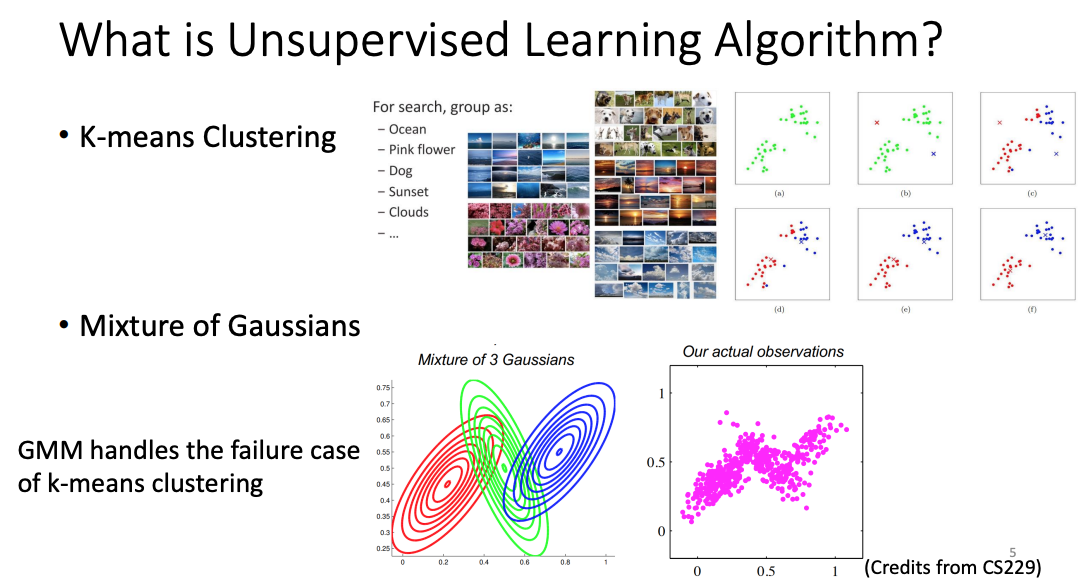 What is Unsupervised Learning Algorithm?
• K-means Clustering
For search, group as:
– Ocean
– Pink flower
– Dog
– Sunset
– Clouds
– ...
(a)
(b)
(c)
(d)
(e)
(f)
• Mixture of Gaussians
GMM handles the failure case
of k-means clustering
Mixture of 3 Gaussians
0.75
0.7
0.65
0.6
0.55
0.5
0.45
0.4
0.35
0.3
0.25
0 0.2 0.4 0.6 0.8 1
Our actual observations
1
0.5
0
0 0.5 1
5
(Credits from CS229)